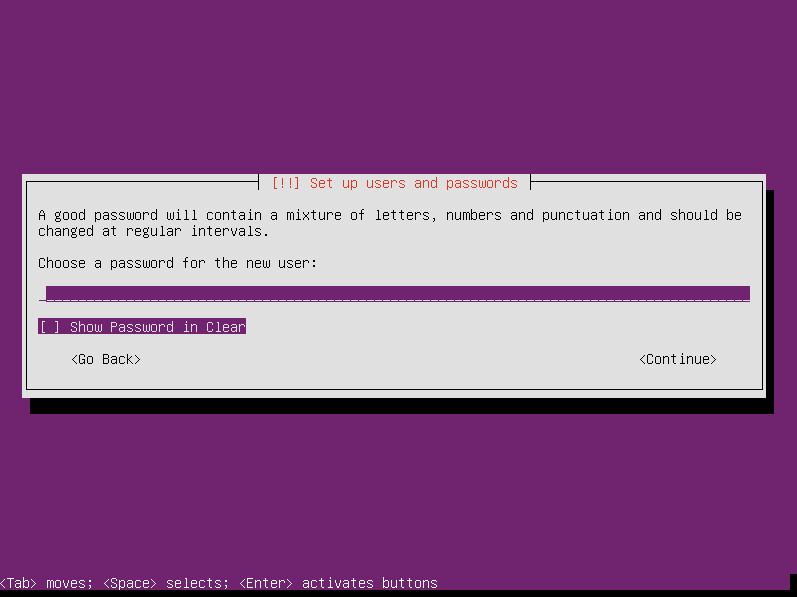 [!!] Set up users and passwords
A good password will contain a mixture of letters, numbers and punctuation and should be
changed at regular intervals.
Choose a password for the new user:
[ ] Show Password in Clear
<Go Back> <Continue>
<Tab> moves; <Space> selects; <Enter> activates buttons